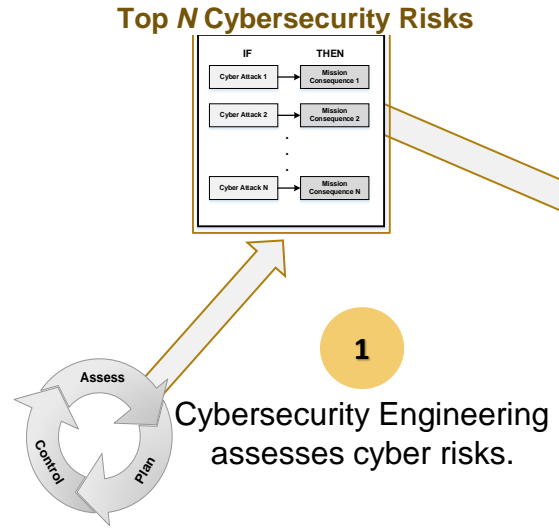 Top N Cybersecurity Risks
IF THEN
Cyber Attack 1 Mission Consequence 1
Cyber Attack 2 Mission Consequence 2
.
.
.
Cyber Attack N Mission Consequence N
1
Cybersecurity Engineering
assesses cyber risks.
Assess
Control
Plan